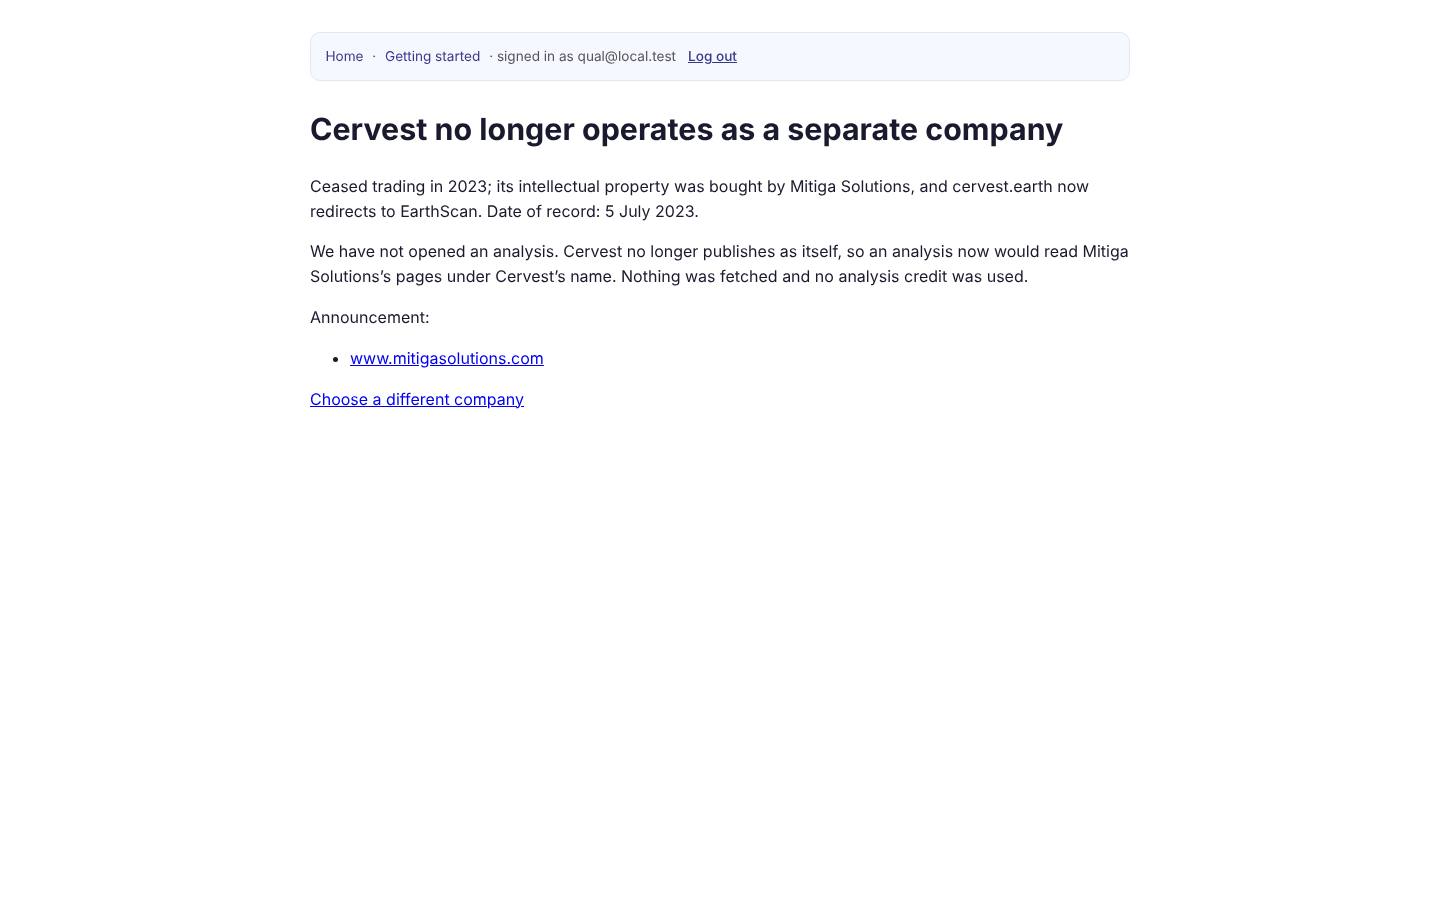 Home · Getting started · signed in as qual@local.test Log out
Cervest no longer operates as a separate company
Ceased trading in 2023; its intellectual property was bought by Mitiga Solutions, and cervest.earth now
redirects to EarthScan. Date of record: 5 July 2023.
We have not opened an analysis. Cervest no longer publishes as itself, so an analysis now would read Mitiga
Solutions’s pages under Cervest’s name. Nothing was fetched and no analysis credit was used.
Announcement:
• www.mitigasolutions.com
Choose a different company